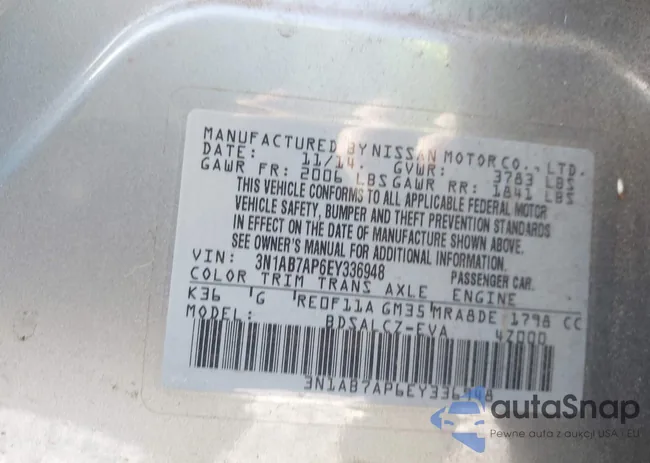 MANUFACTURED BY NISSAN MOTOR CO., LTD.
DATE: 11/14 GVWR: 3783 LBS
GAWR FR: 2006 LBS GAWR RR: 1841 LBS
THIS VEHICLE CONFORMS TO ALL APPLICABLE FEDERAL MOTOR
VEHICLE SAFETY, BUMPER AND THEFT PREVENTION STANDARDS
IN EFFECT ON THE DATE OF MANUFACTURE SHOWN ABOVE.
SEE OWNER'S MANUAL FOR ADDITIONAL INFORMATION.
VIN: 3N1AB7AP6EY336948 PASSENGER CAR.
COLOR TRIM TRANS AXLE ENGINE
K36 G RE0F11A GM35 MRA8DE 1798 CC
MODEL: BDSALCZ-EVA 4Z000
3N1AB7AP6EY336948
autoSnap
Pewne auta z aukcji USA i EU